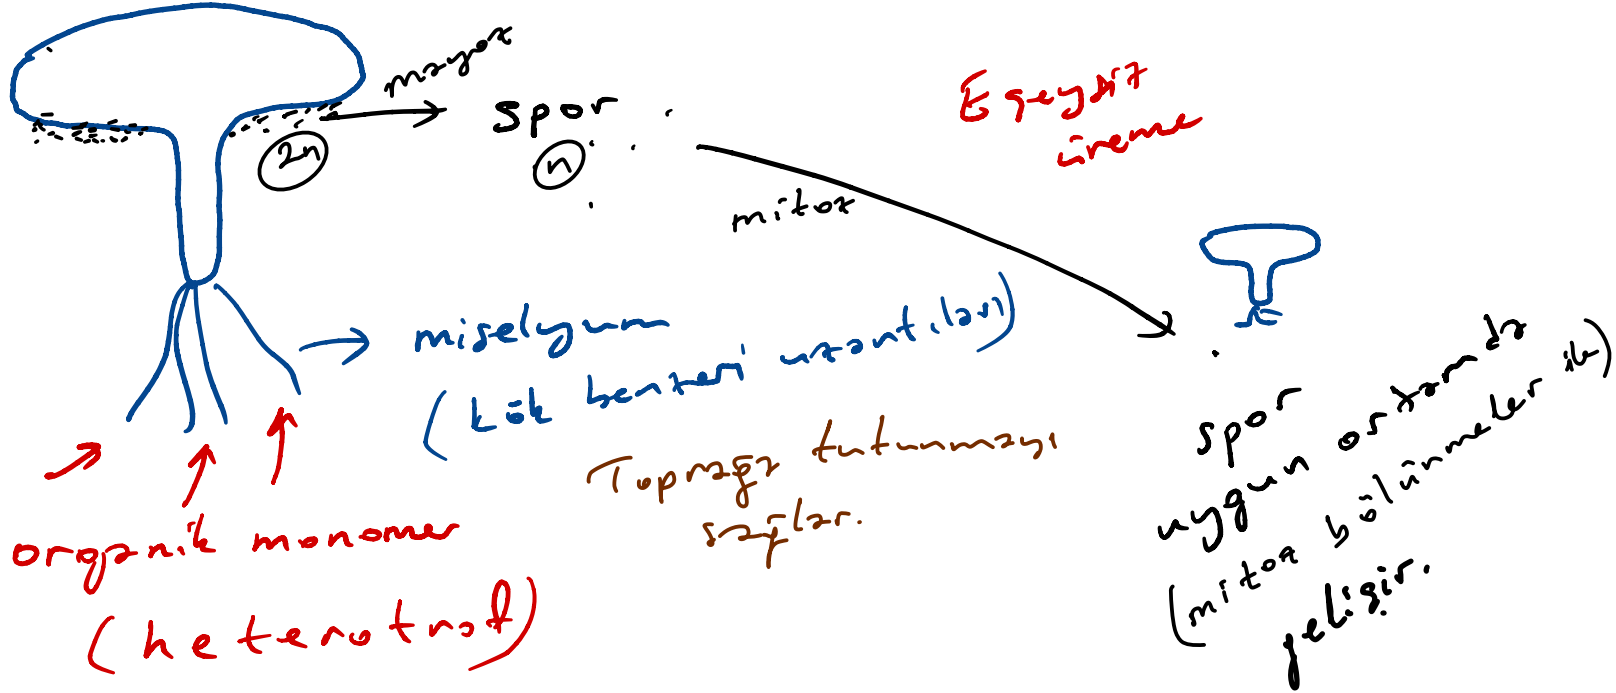 mayoz
spor
2n
n
Eşeysiz
üreme
mitoz
miselyum
(kök benzeri uzantıları)
Toprağa tutunmayı
sağlar.
organik monomer
(heterotrof)
spor
uygun ortamda
(mitoz bölünmeler ile)
gelişir.